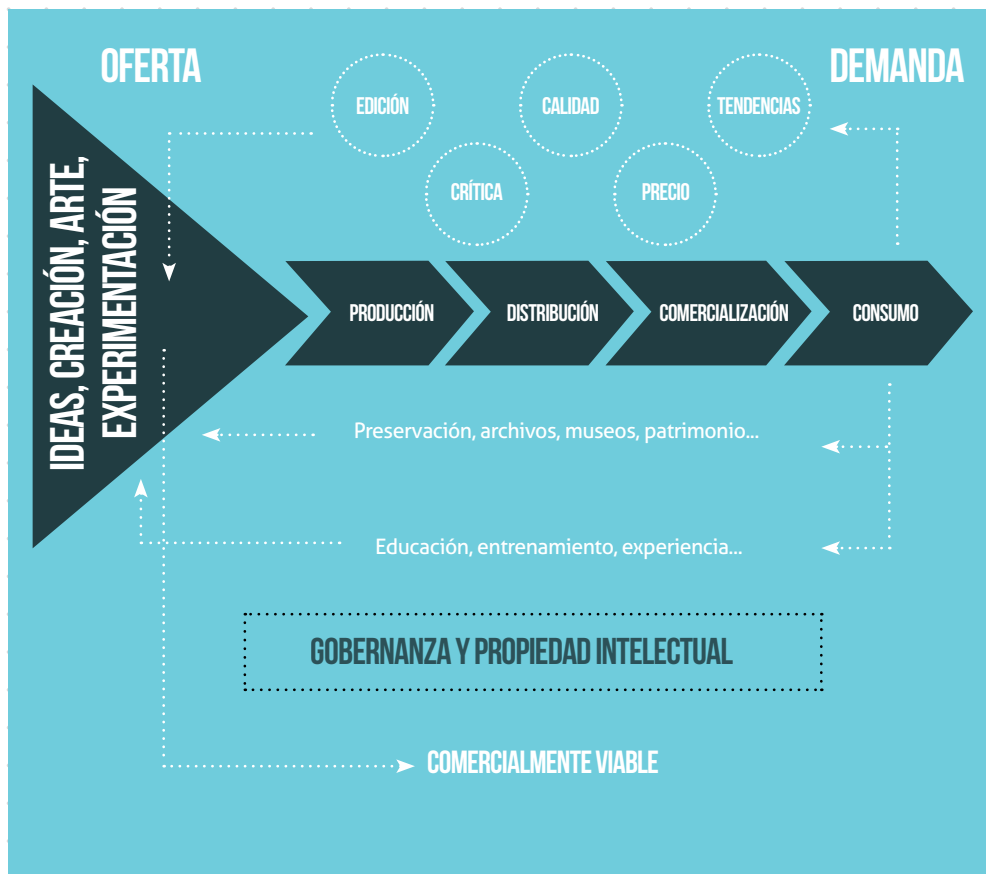 OFERTA
DEMANDA
EDICIÓN
CALIDAD
TENDENCIAS
CRÍTICA
PRECIO
IDEAS, CREACIÓN, ARTE,
EXPERIMENTACIÓN
PRODUCCIÓN
DISTRIBUCIÓN
COMERCIALIZACIÓN
CONSUMO
Preservación, archivos, museos, patrimonio...
Educación, entrenamiento, experiencia...
GOBERNANZA Y PROPIEDAD INTELECTUAL
COMERCIALMENTE VIABLE